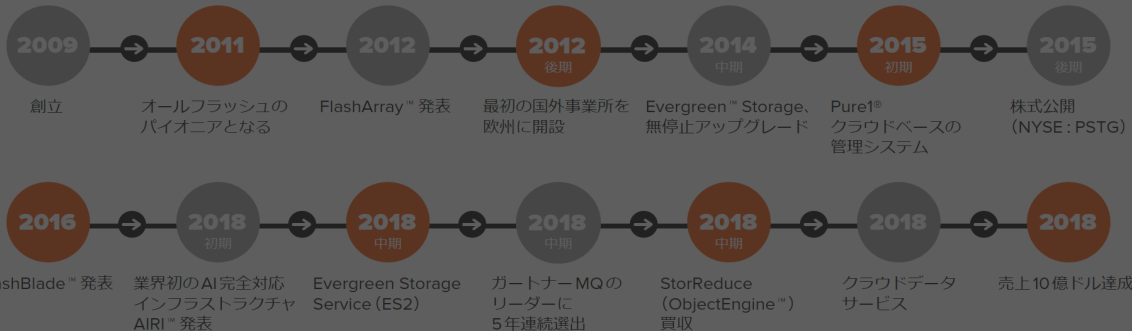 2009
創立
2011
オールフラッシュの
パイオニアとなる
2012
FlashArray™ 発表
2012
後期
最初の国外事業所を
欧州に開設
2014
中期
Evergreen™ Storage、
無停止アップグレード
2015
初期
Pure1®
クラウドベースの
管理システム
2015
後期
株式公開
(NYSE : PSTG)
2016
ashBlade™ 発表
2018
初期
業界初のAI完全対応
インフラストラクチャ
AIRI™ 発表
2018
中期
Evergreen Storage
Service (ES2)
2018
中期
ガートナーMQの
リーダーに
5年連続選出
2018
中期
StorReduce
(ObjectEngine™)
買収
2018
クラウドデータ
サービス
2018
売上10億ドル達成